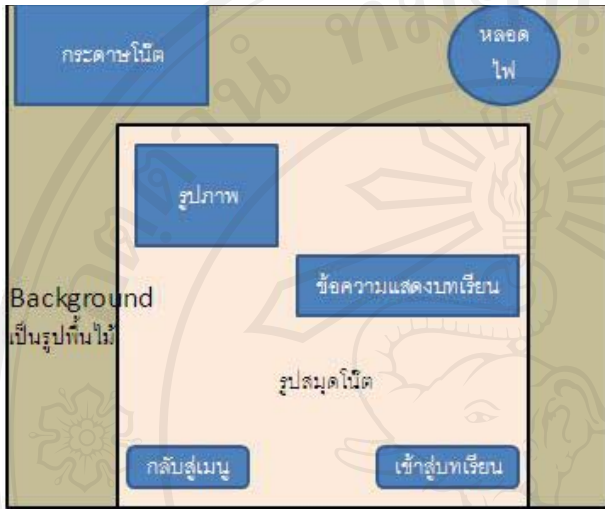 กระดาษโน๊ต
หลอด
ไฟ
รูปภาพ
ข้อความแสดงบทเรียน
Background
เป็นรูปพื้นไม้
รูปสมุดโน๊ต
กลับสู่เมนู
เข้าสู่บทเรียน